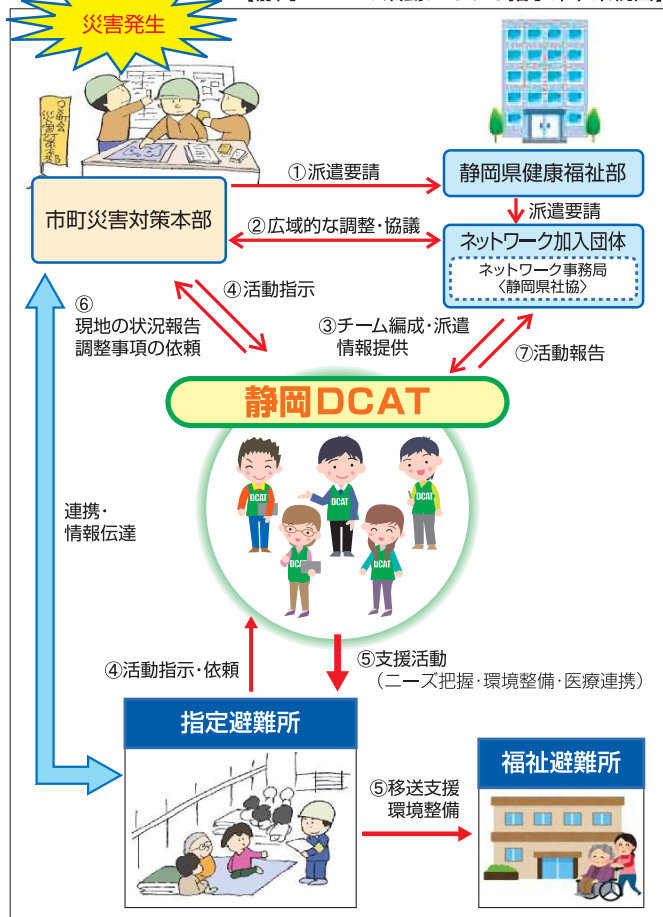 災害発生
①派遣要請
静岡県健康福祉部
派遣要請
市町災害対策本部
②広域的な調整・協議
ネットワーク加入団体
ネットワーク事務局
〈静岡県社協〉
④活動指示
⑥
現地の状況報告
調整事項の依頼
③チーム編成・派遣
情報提供
⑦活動報告
静岡DCAT
DCAT
DCAT
DCAT
DCAT
DCAT
連携・
情報伝達
④活動指示・依頼
⑤支援活動
（ニーズ把握・環境整備・医療連携）
指定避難所
福祉避難所
⑤移送支援
環境整備